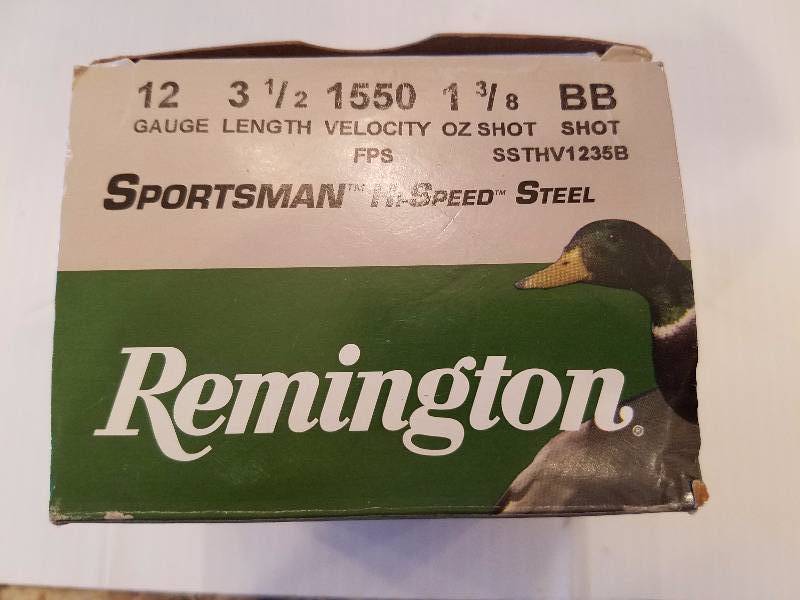 12 3 1/2 1550 1 3/8 BB
GAUGE LENGTH VELOCITY OZ SHOT SHOT
FPS SSTHV1235B
SPORTSMAN™ HI-SPEED™ STEEL
Remington®